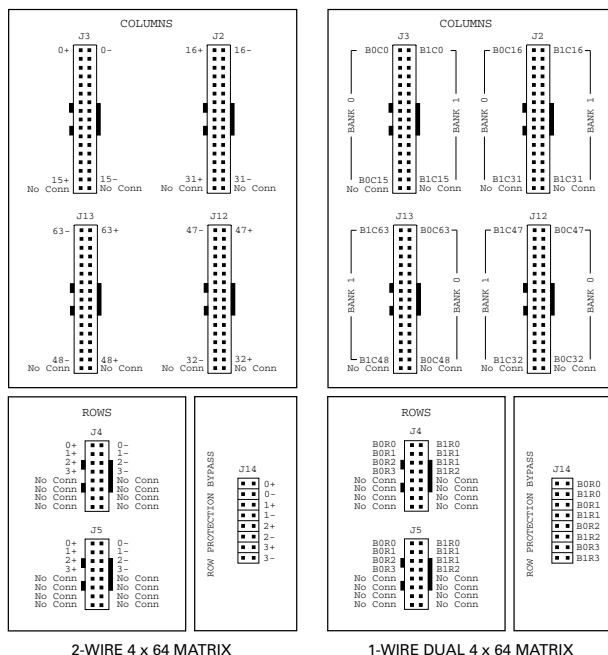 COLUMNS
J3
0+ 0-
15+ 15-
No Conn No Conn
J2
16+ 16-
31+ 31-
No Conn No Conn
J13
63- 63+
48- 48+
No Conn No Conn
J12
47- 47+
32- 32+
No Conn No Conn
ROWS
J4
0+ 0-
1+ 1-
2+ 2-
3+ 3-
No Conn No Conn
No Conn No Conn
No Conn No Conn
No Conn No Conn
J5
0+ 0-
1+ 1-
2+ 2-
3+ 3-
No Conn No Conn
No Conn No Conn
No Conn No Conn
No Conn No Conn
ROW PROTECTION BYPASS
J14
0+
0-
1+
1-
2+
2-
3+
3-
2-WIRE 4 x 64 MATRIX
COLUMNS
J3
B0C0 B1C0
BANK 0
BANK 1
B0C15 B1C15
No Conn No Conn
J2
B0C16 B1C16
BANK 0
BANK 1
B0C31 B1C31
No Conn No Conn
J13
B1C63 B0C63
BANK 1
BANK 0
B1C48 B0C48
No Conn No Conn
J12
B1C47 B0C47
BANK 1
BANK 0
B1C32 B0C32
No Conn No Conn
ROWS
J4
B0R0 B1R0
B0R1 B1R1
B0R2 B1R1
B0R3 B1R2
No Conn No Conn
No Conn No Conn
No Conn No Conn
No Conn No Conn
J5
B0R0 B1R0
B0R1 B1R1
B0R2 B1R1
B0R3 B1R2
No Conn No Conn
No Conn No Conn
No Conn No Conn
No Conn No Conn
ROW PROTECTION BYPASS
J14
B0R0
B1R0
B0R1
B1R1
B0R2
B1R2
B0R3
B1R3
1-WIRE DUAL 4 x 64 MATRIX